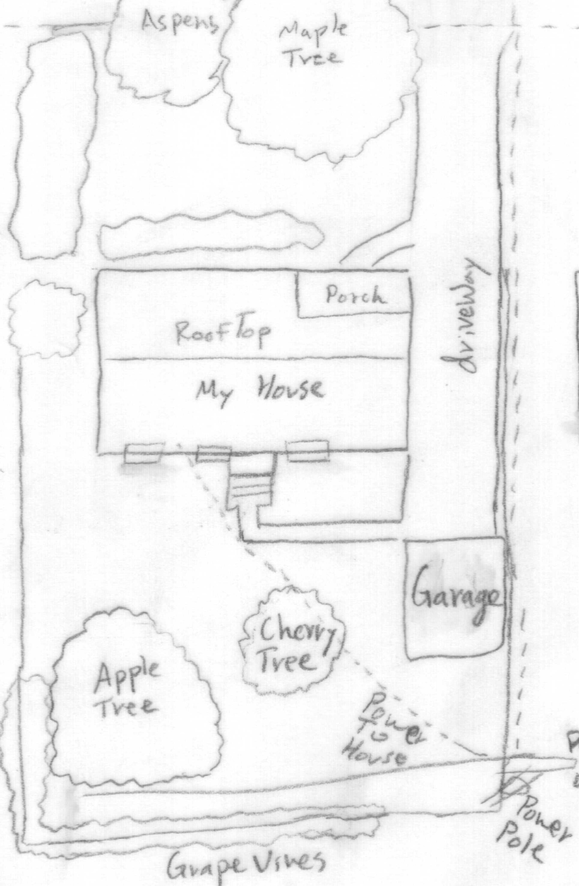 Aspens
Maple
Tree
Porch
RoofTop
driveway
My House
Garage
Cherry
Tree
Apple
Tree
Power
To
House
Power
Pole
Grape Vines